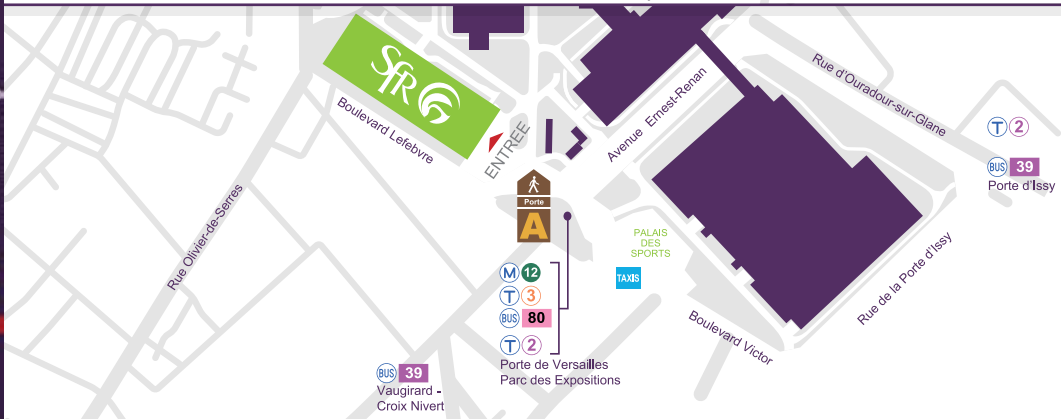 SFR
Boulevard Lefebvre
ENTREE
Avenue Ernest-Renan
Rue d'Ouradour-sur-Glane
T 2
BUS 39
Porte d'Issy
Rue Olivier-de-Serres
Porte
A
PALAIS
DES
SPORTS
TAXIS
Rue de la Porte d'Issy
Boulevard Victor
M 12
T 3
BUS 80
T 2
Porte de Versailles
Parc des Expositions
BUS 39
Vaugirard -
Croix Nivert